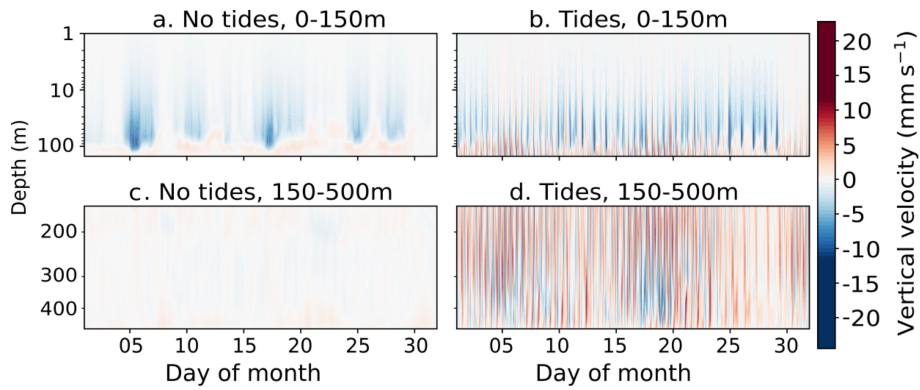 a. No tides, 0-150m
b. Tides, 0-150m
1
10
100
Depth (m)
c. No tides, 150-500m
d. Tides, 150-500m
200
300
400
05 10 15 20 25 30
05 10 15 20 25 30
Day of month
Day of month
20
15
10
5
0
-5
-10
-15
-20
Vertical velocity (mm s⁻¹)